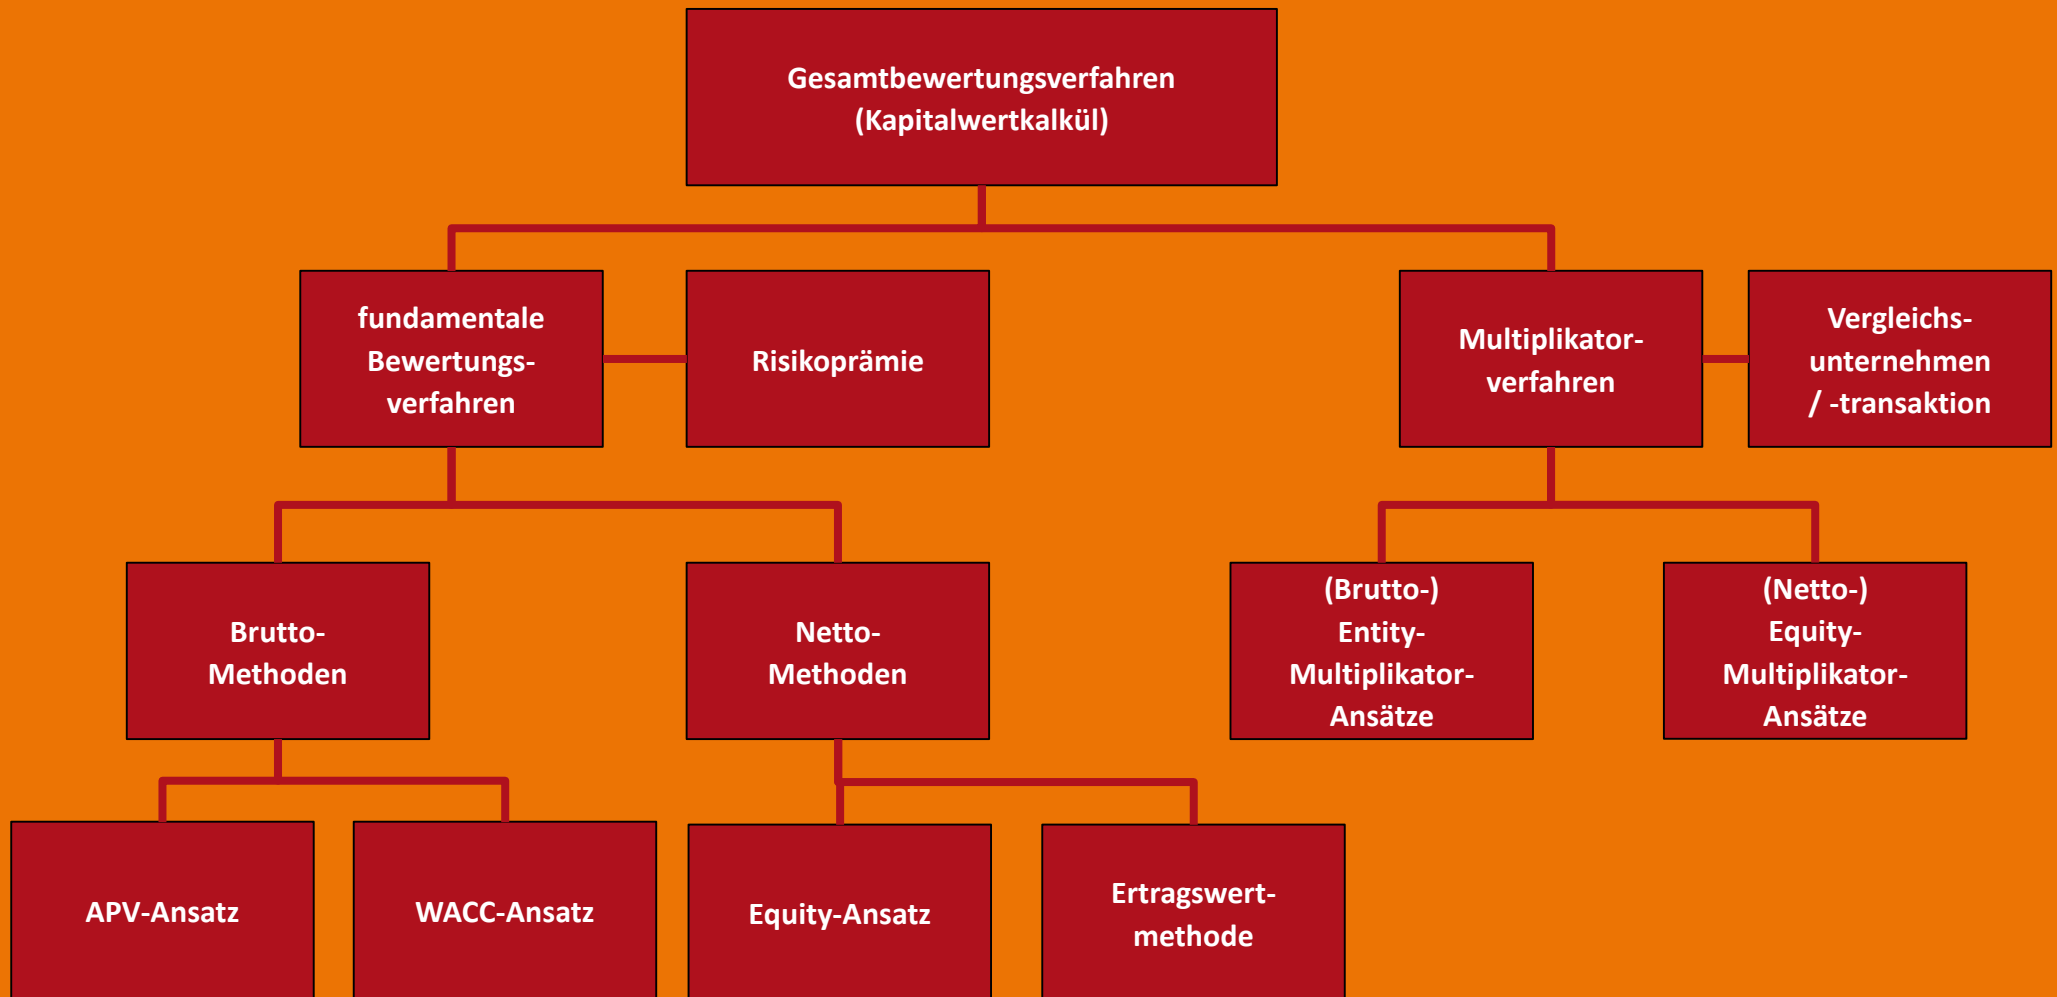 Gesamtbewertungsverfahren
(Kapitalwertkalkül)
fundamentale
Bewertungs-
verfahren
Risikoprämie
Multiplikator-
verfahren
Vergleichs-
unternehmen
/ -transaktion
Brutto-
Methoden
Netto-
Methoden
(Brutto-)
Entity-
Multiplikator-
Ansätze
(Netto-)
Equity-
Multiplikator-
Ansätze
APV-Ansatz
WACC-Ansatz
Equity-Ansatz
Ertragswert-
methode